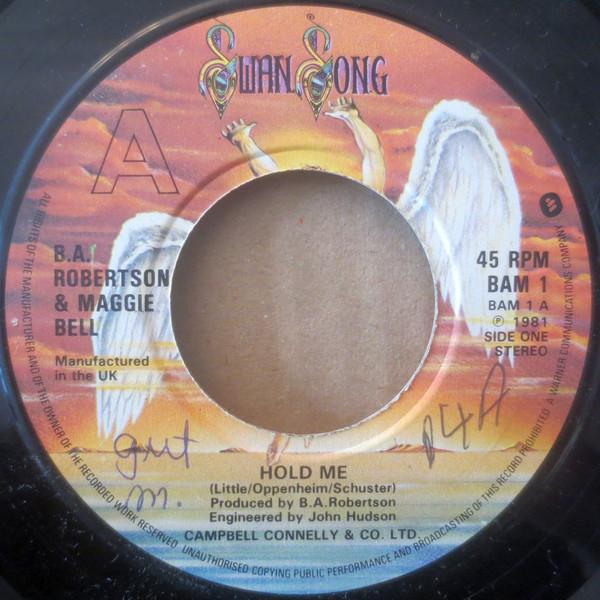 SWAN SONG
A
B.A.
ROBERTSON
& MAGGIE
BELL
Manufactured
in the UK
45 RPM
BAM 1
BAM 1 A
℗ 1981
SIDE ONE
STEREO
gut
m.
HOLD ME
(Little/Oppenheim/Schuster)
Produced by B.A.Robertson
Engineered by John Hudson
CAMPBELL CONNELLY & CO. LTD.
ALL RIGHTS OF THE MANUFACTURER AND OF THE OWNER OF THE RECORDED WORK RESERVED UNAUTHORISED COPYING PUBLIC PERFORMANCE AND BROADCASTING OF THIS RECORD PROHIBITED A WARNER COMMUNICATIONS COMPANY